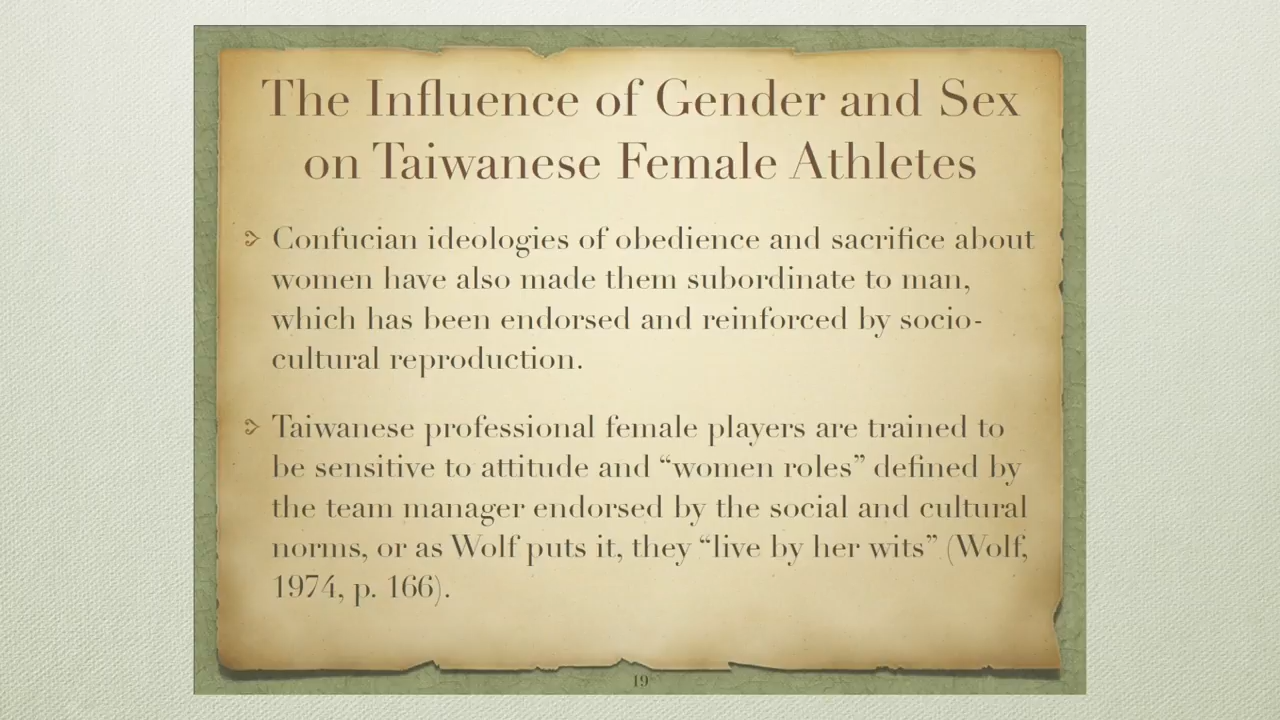 The Influence of Gender and Sex
on Taiwanese Female Athletes
Confucian ideologies of obedience and sacrifice about
women have also made them subordinate to man,
which has been endorsed and reinforced by socio-
cultural reproduction.
Taiwanese professional female players are trained to
be sensitive to attitude and “women roles” defined by
the team manager endorsed by the social and cultural
norms, or as Wolf puts it, they “live by her wits” (Wolf,
1974, p. 166).
19